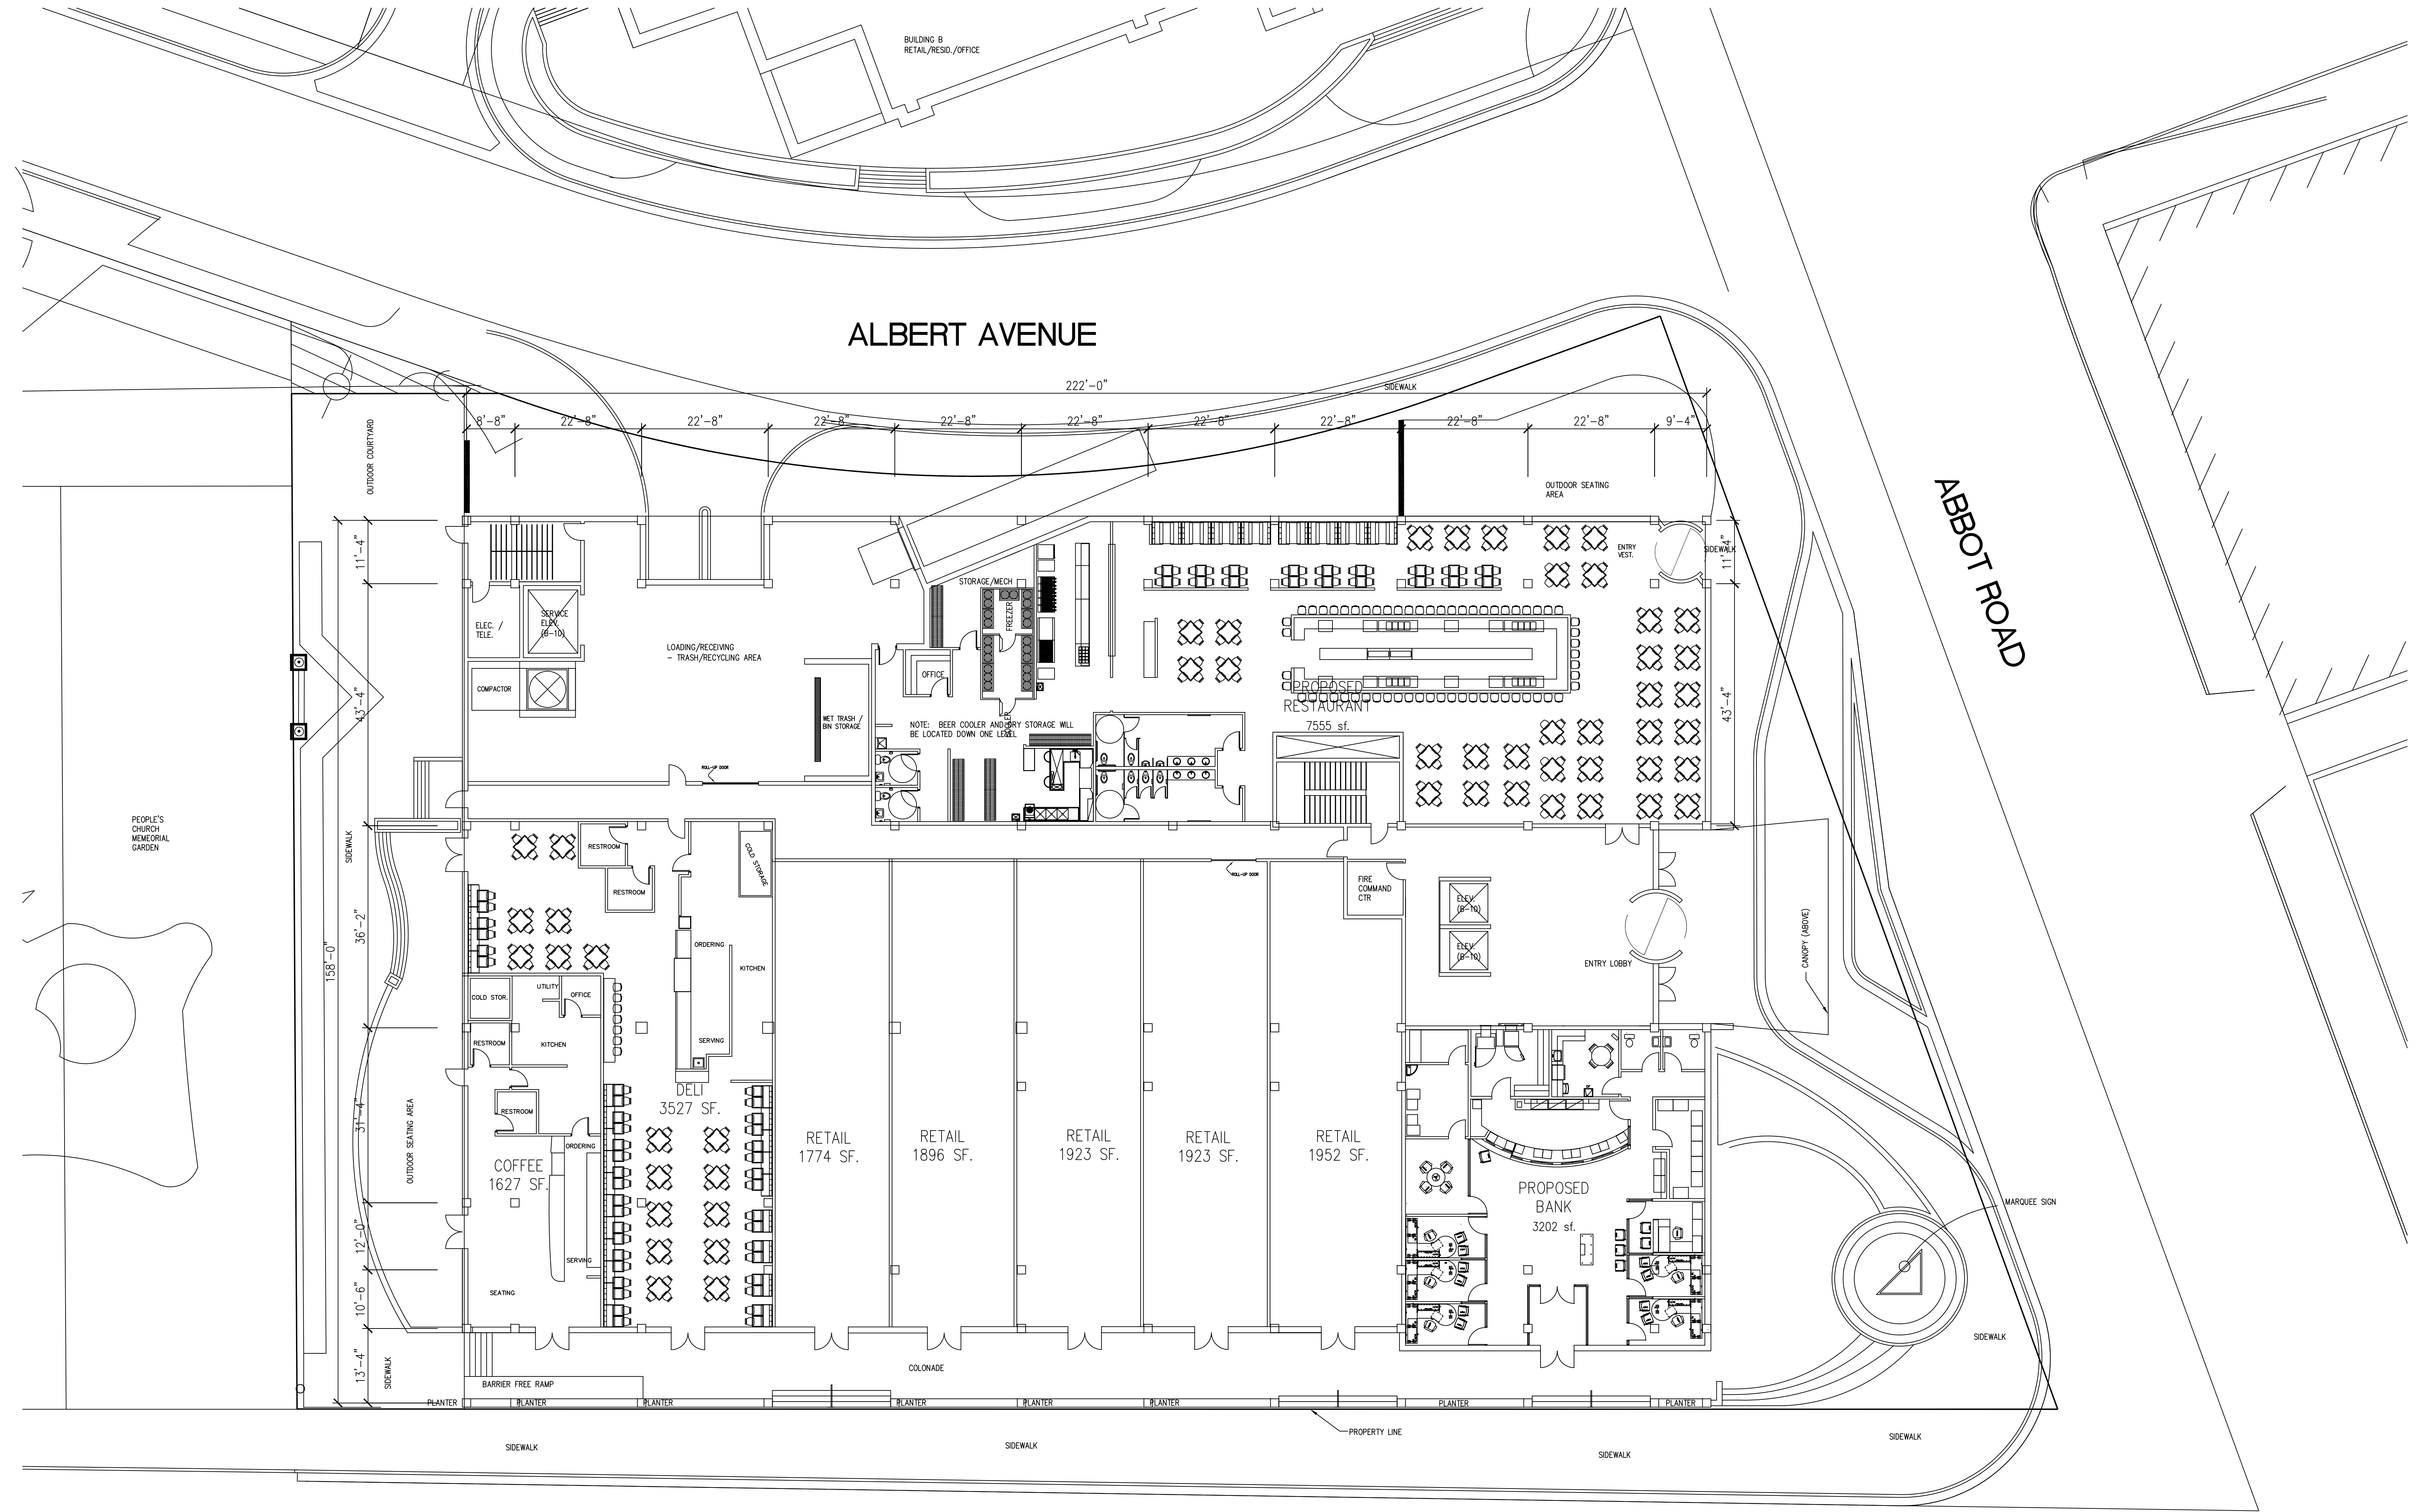 BUILDING B
RETAIL/RESID./OFFICE
ALBERT AVENUE
ABBOT ROAD
222'-0"
SIDEWALK
8'-8"
22'-8"
22'-8"
22'-8"
22'-8"
22'-8"
22'-8"
22'-8"
22'-8"
22'-8"
9'-4"
OUTDOOR COURTYARD
OUTDOOR SEATING
AREA
11'-4"
ENTRY
VEST.
SIDEWALK
11'-4"
STORAGE/MECH
FREEZER
SERVICE
ELEV.
(B-10)
ELEC. /
TELE.
LOADING/RECEIVING
- TRASH/RECYCLING AREA
OFFICE
COMPACTOR
43'-4"
43'-4"
WET TRASH /
BIN STORAGE
COOLER
NOTE: BEER COOLER AND DRY STORAGE WILL
BE LOCATED DOWN ONE LEVEL
PROPOSED
RESTAURANT
7555 sf.
ROLL-UP DOOR
PEOPLE'S
CHURCH
MEMEORIAL
GARDEN
SIDEWALK
RESTROOM
COLD STORAGE
RESTROOM
ROLL-UP DOOR
FIRE
COMMAND
CTR
ELEV.
(B-10)
ELEV.
(B-10)
ENTRY LOBBY
CANOPY (ABOVE)
36'-2"
158'-0"
ORDERING
KITCHEN
UTILITY
OFFICE
COLD STOR.
RESTROOM
KITCHEN
SERVING
DELI
3527 SF.
RESTROOM
31'-4"
OUTDOOR SEATING AREA
ORDERING
COFFEE
1627 SF.
RETAIL
1774 SF.
RETAIL
1896 SF.
RETAIL
1923 SF.
RETAIL
1923 SF.
RETAIL
1952 SF.
PROPOSED
BANK
3202 sf.
MARQUEE SIGN
12'-0"
SERVING
10'-6"
SEATING
SIDEWALK
13'-4"
SIDEWALK
COLONADE
BARRIER FREE RAMP
PLANTER
PLANTER
PLANTER
PLANTER
PLANTER
PLANTER
PLANTER
PLANTER
PROPERTY LINE
SIDEWALK
SIDEWALK
SIDEWALK
SIDEWALK